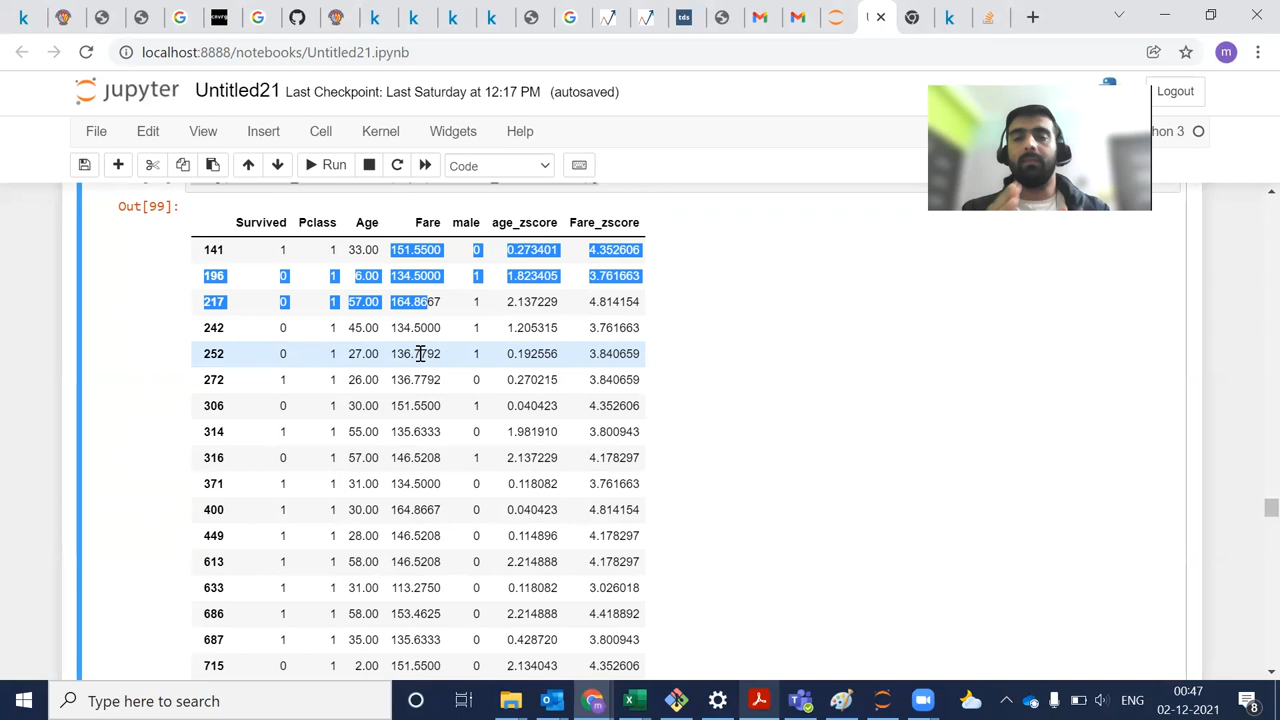 localhost:8888/notebooks/Untitled21.ipynb
m
jupyter Untitled21 Last Checkpoint: Last Saturday at 12:17 PM (autosaved)
Logout
File Edit View Insert Cell Kernel Widgets Help
hon 3
Run Code
Out[99]:
Survived Pclass Age Fare male age_zscore Fare_zscore
141 1 1 33.00 151.5500 0 0.273401 4.352606
196 0 1 6.00 134.5000 1 1.823405 3.761663
217 0 1 57.00 164.8667 1 2.137229 4.814154
242 0 1 45.00 134.5000 1 1.205315 3.761663
252 0 1 27.00 136.7792 1 0.192556 3.840659
272 1 1 26.00 136.7792 0 0.270215 3.840659
306 0 1 30.00 151.5500 1 0.040423 4.352606
314 1 1 55.00 135.6333 0 1.981910 3.800943
316 0 1 57.00 146.5208 1 2.137229 4.178297
371 1 1 31.00 134.5000 0 0.118082 3.761663
400 1 1 30.00 164.8667 0 0.040423 4.814154
449 1 1 28.00 146.5208 0 0.114896 4.178297
613 1 1 58.00 146.5208 0 2.214888 4.178297
633 1 1 31.00 113.2750 0 0.118082 3.026018
686 1 1 58.00 153.4625 0 2.214888 4.418892
687 1 1 35.00 135.6333 0 0.428720 3.800943
715 0 1 2.00 151.5500 0 2.134043 4.352606
Type here to search
ENG
00:47
02-12-2021
8